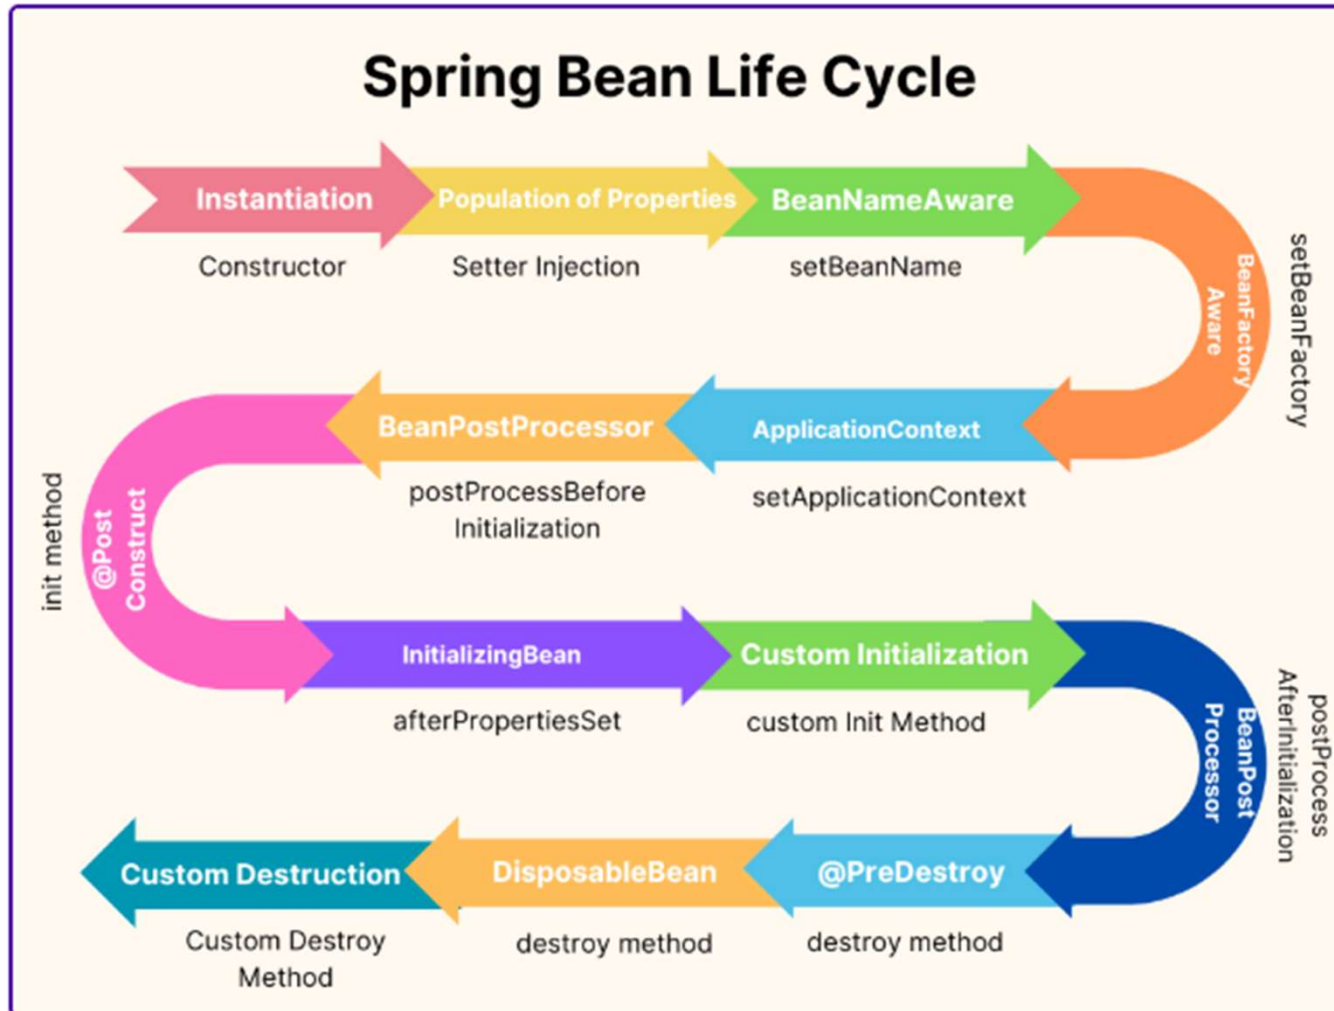 Spring Bean Life Cycle
Instantiation
Constructor
Population of Properties
Setter Injection
BeanNameAware
setBeanName
BeanFactory
Aware
setBeanFactory
ApplicationContext
setApplicationContext
BeanPostProcessor
postProcessBefore
Initialization
@Post
Construct
init method
InitializingBean
afterPropertiesSet
Custom Initialization
custom Init Method
BeanPost
Processor
postProcess
AfterInitialization
@PreDestroy
destroy method
DisposableBean
destroy method
Custom Destruction
Custom Destroy
Method